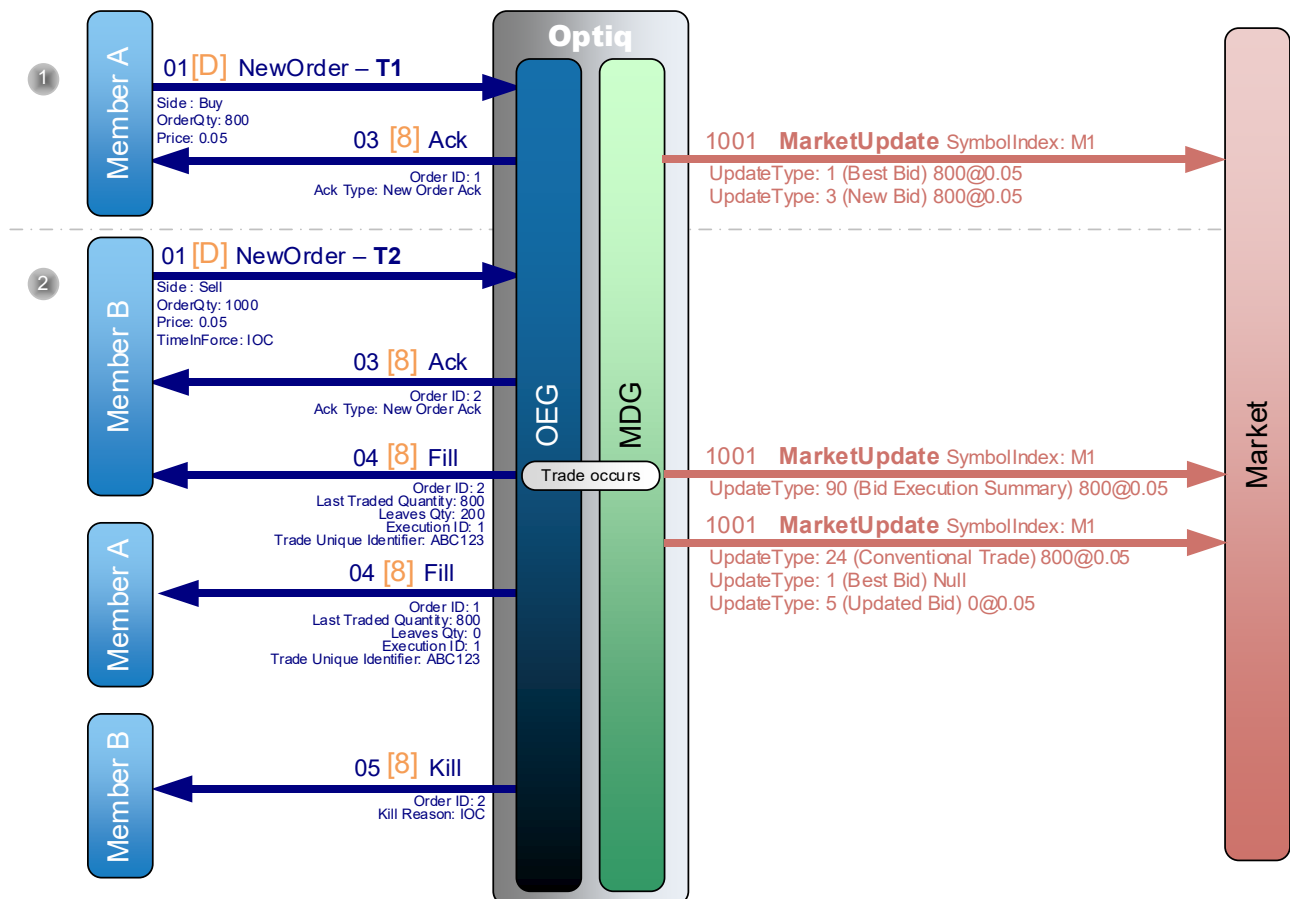 Optiq
1
Member A
01 [D] NewOrder – T1
Side : Buy
OrderQty: 800
Price: 0.05
03 [8] Ack
Order ID: 1
Ack Type: New Order Ack
1001 MarketUpdate SymbolIndex: M1
UpdateType: 1 (Best Bid) 800@0.05
UpdateType: 3 (New Bid) 800@0.05
2
Member B
01 [D] NewOrder – T2
Side : Sell
OrderQty: 1000
Price: 0.05
TimeInForce: IOC
03 [8] Ack
Order ID: 2
Ack Type: New Order Ack
OEG
MDG
Market
04 [8] Fill
Order ID: 2
Last Traded Quantity: 800
Leaves Qty: 200
Execution ID: 1
Trade Unique Identifier: ABC123
Trade occurs
1001 MarketUpdate SymbolIndex: M1
UpdateType: 90 (Bid Execution Summary) 800@0.05
1001 MarketUpdate SymbolIndex: M1
UpdateType: 24 (Conventional Trade) 800@0.05
UpdateType: 1 (Best Bid) Null
UpdateType: 5 (Updated Bid) 0@0.05
Member A
04 [8] Fill
Order ID: 1
Last Traded Quantity: 800
Leaves Qty: 0
Execution ID: 1
Trade Unique Identifier: ABC123
Member B
05 [8] Kill
Order ID: 2
Kill Reason: IOC